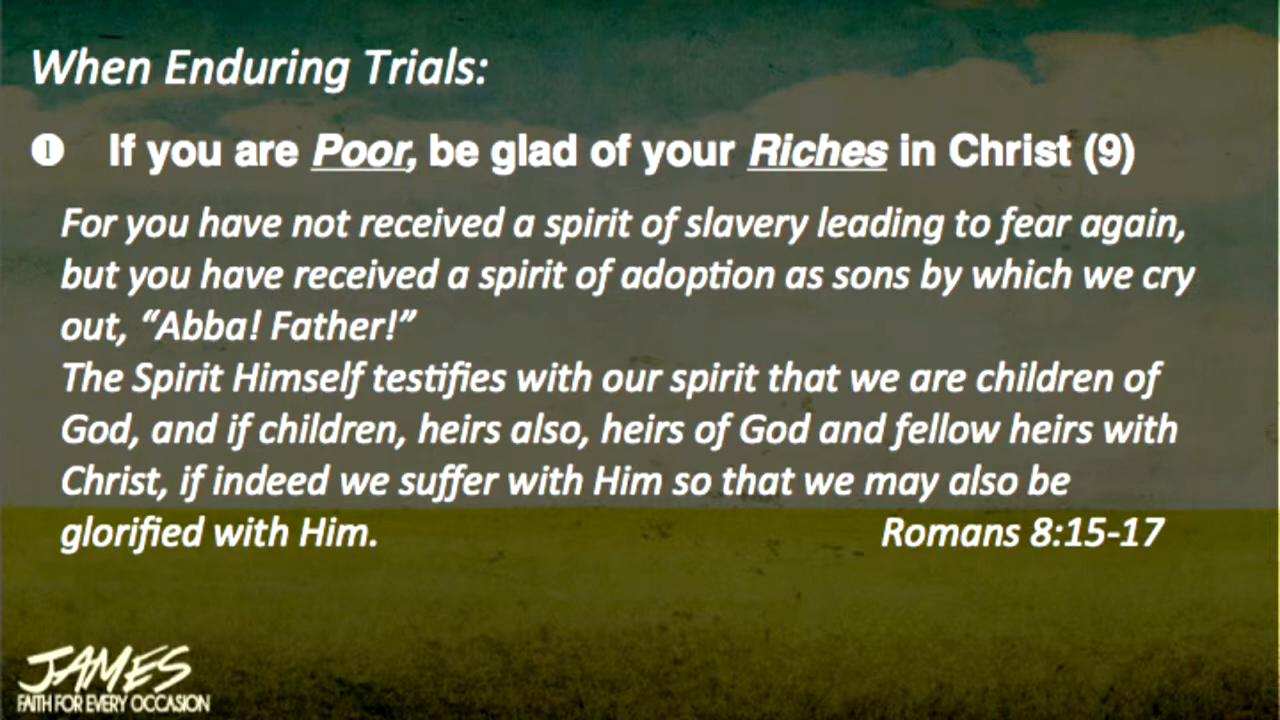 When Enduring Trials:
❶ If you are Poor, be glad of your Riches in Christ (9)
For you have not received a spirit of slavery leading to fear again,
but you have received a spirit of adoption as sons by which we cry
out, “Abba! Father!”
The Spirit Himself testifies with our spirit that we are children of
God, and if children, heirs also, heirs of God and fellow heirs with
Christ, if indeed we suffer with Him so that we may also be
glorified with Him. Romans 8:15-17
JAMES
FAITH FOR EVERY OCCASION